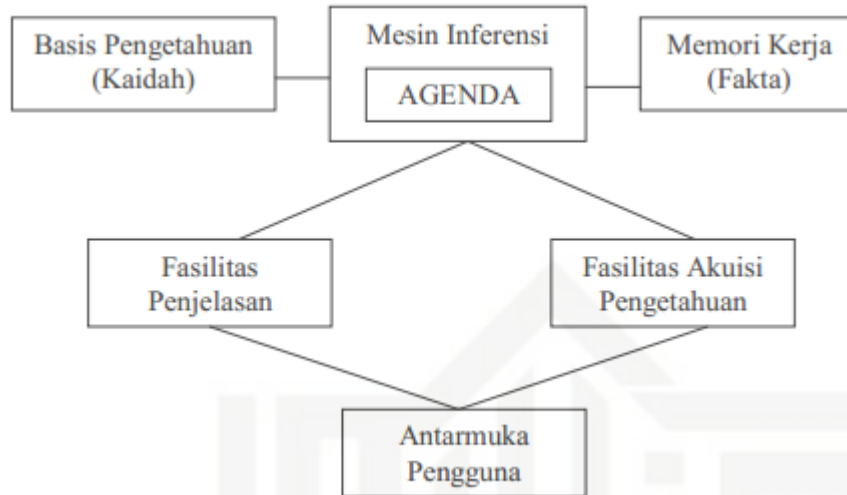 Basis Pengetahuan
(Kaidah)
Mesin Inferensi
AGENDA
Memori Kerja
(Fakta)
Fasilitas
Penjelasan
Fasilitas Akuisi
Pengetahuan
Antarmuka
Pengguna